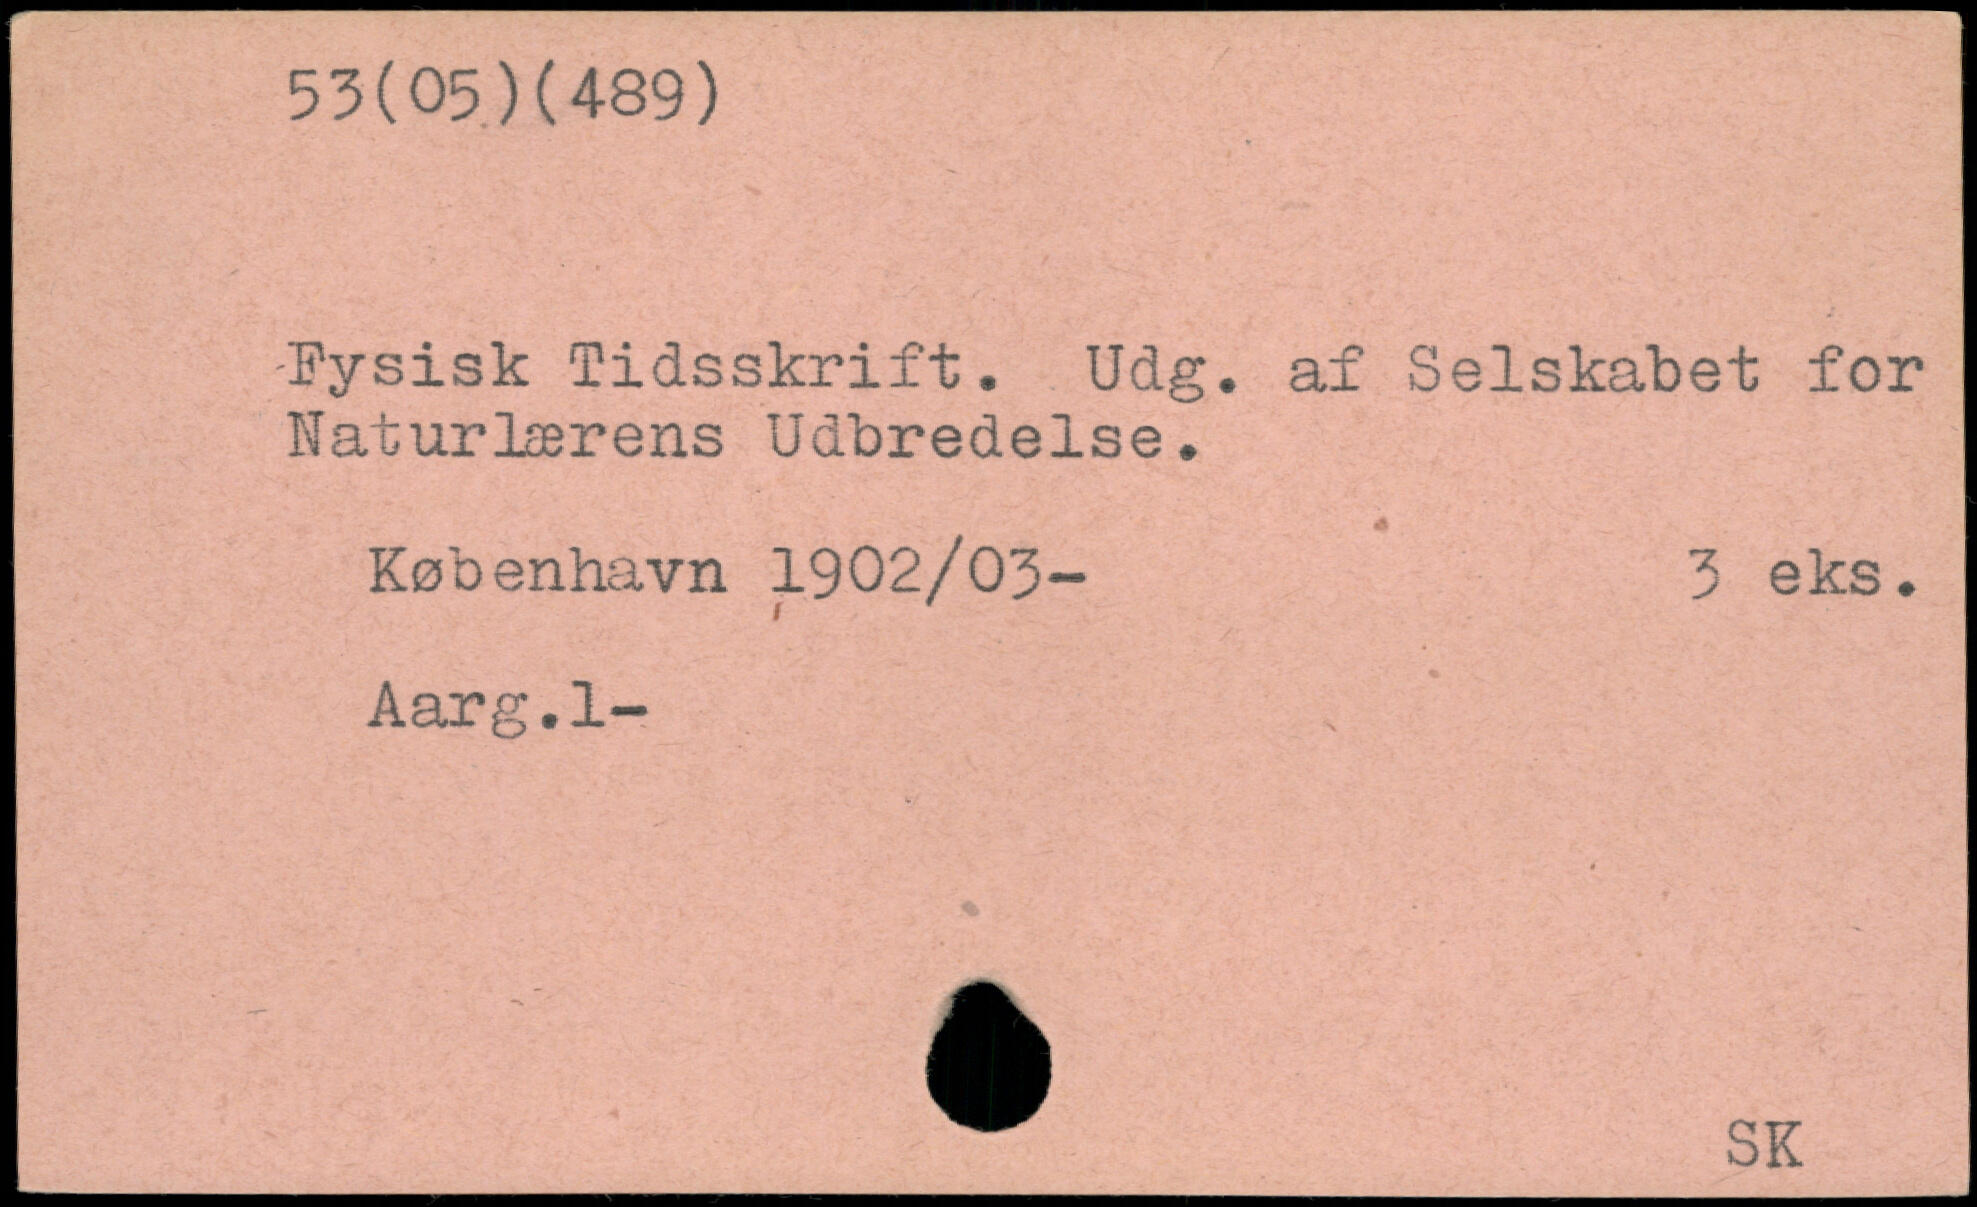 53(05)(489)
Fysisk Tidsskrift. Udg. af Selskabet for
Naturlærens Udbredelse.
København 1902/03- 3 eks.
Aarg.1-
SK